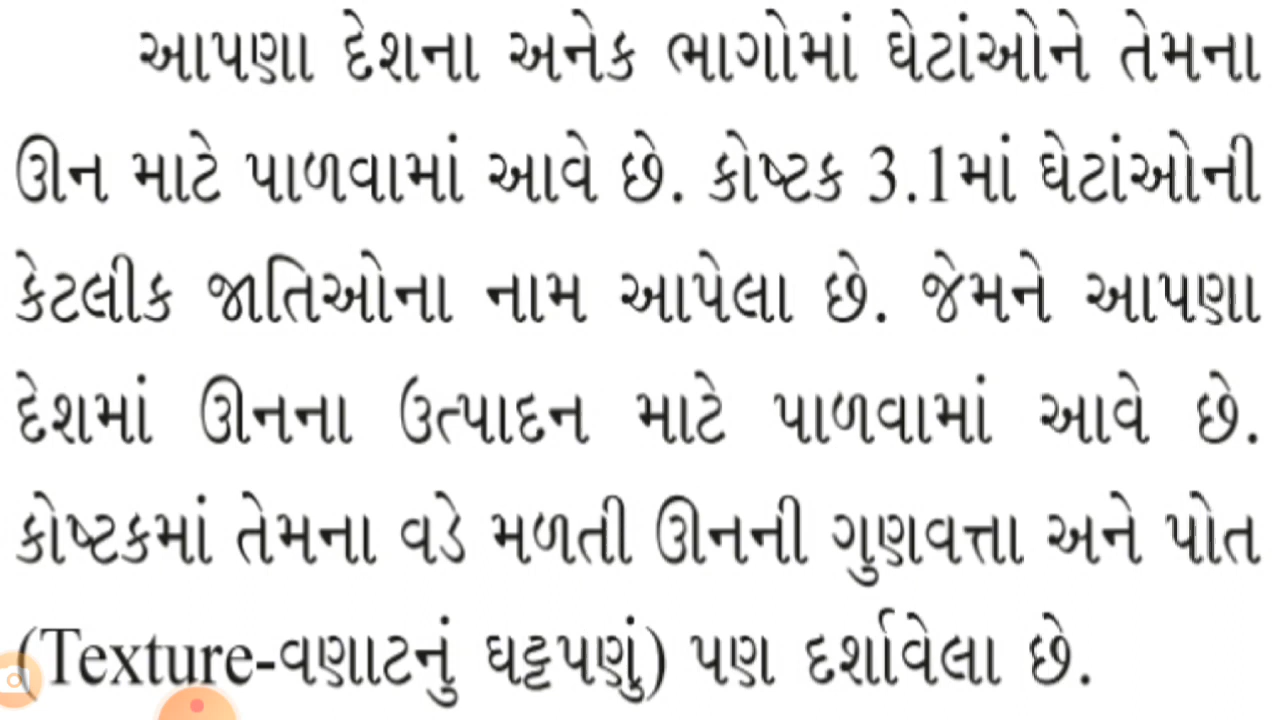 આપણા દેશના અનેક ભાગોમાં ઘેટાંઓને તેમના
ઊન માટે પાળવામાં આવે છે. કોષ્ટક 3.1માં ઘેટાંઓની
કેટલીક જાતિઓના નામ આપેલા છે. જેમને આપણા
દેશમાં ઊનના ઉત્પાદન માટે પાળવામાં આવે છે.
કોષ્ટકમાં તેમના વડે મળતી ઊનની ગુણવત્તા અને પોત
(Texture-વણાટનું ઘટ્ટપણું) પણ દર્શાવેલા છે.